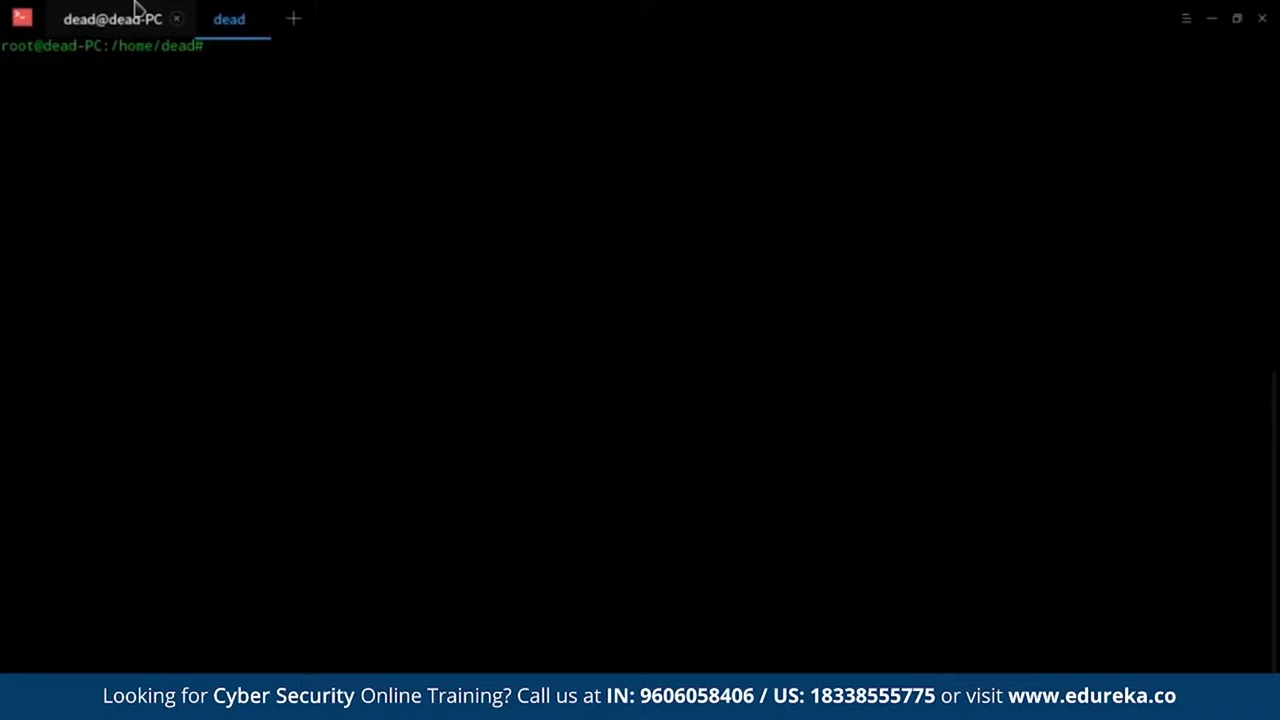 dead@dead-PC
dead
root@dead-PC:/home/dead#
Looking for Cyber Security Online Training? Call us at IN: 9606058406 / US: 18338555775 or visit www.edureka.co